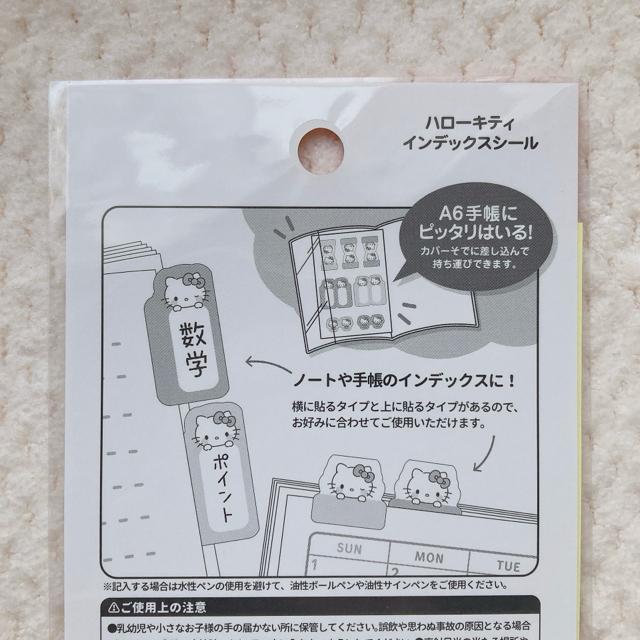 ハローキティ
インデックスシール
A6手帳に
ピッタリはいる!
カバーそでに差し込んで
持ち運びできます。
数学
ノートや手帳のインデックスに!
横に貼るタイプと上に貼るタイプがあるので、
お好みに合わせてご使用いただけます。
ポイント
SUN MON TUE
1 2
※記入する場合は水性ペンの使用を避けて、油性ボールペンや油性サインペンをご使用ください。
⚠ご使用上の注意
●乳幼児や小さなお子様の手の届かない所に保管してください。誤飲や思わぬ事故の原因となる場合